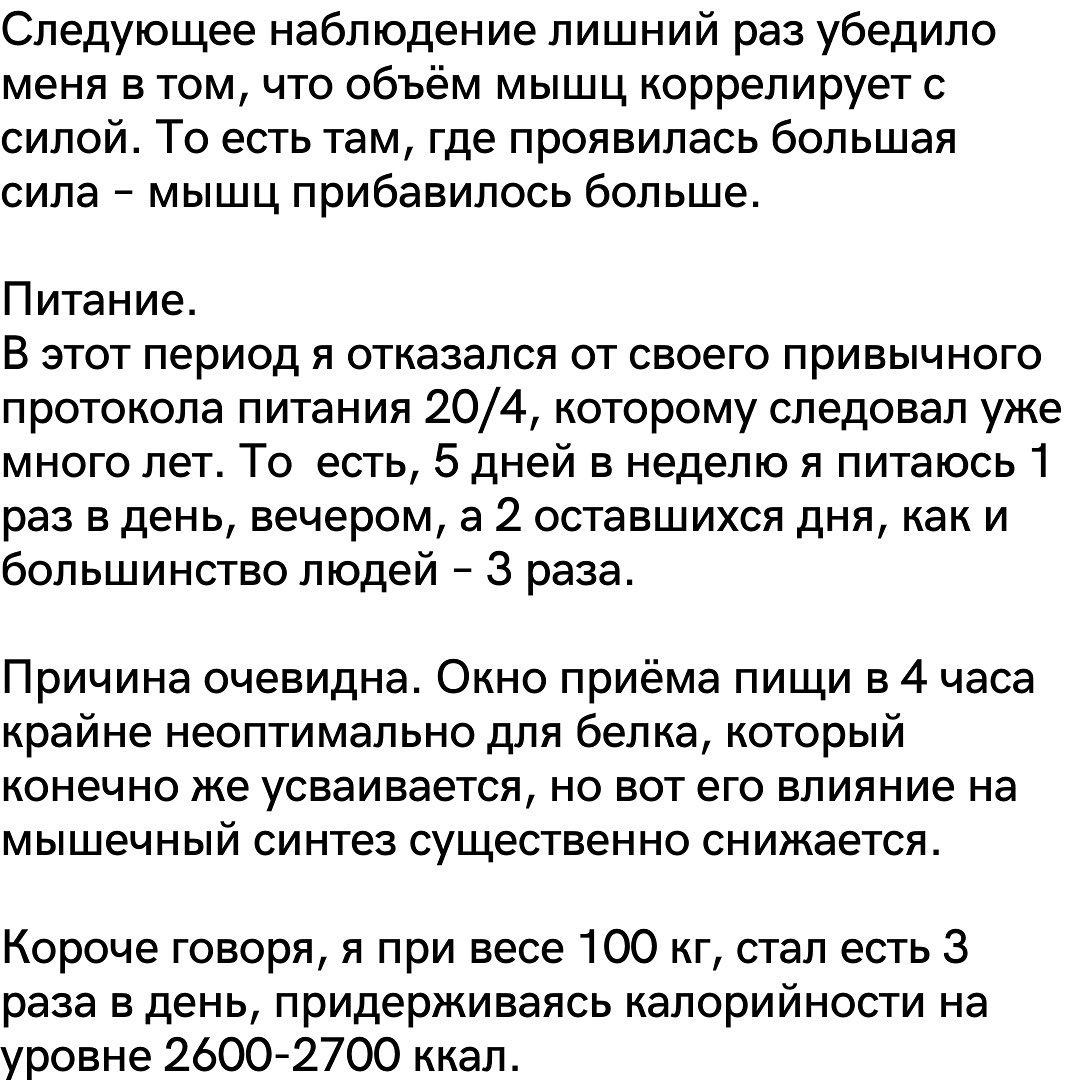 Следующее наблюдение лишний раз убедило
меня в том, что объём мышц коррелирует с
силой. То есть там, где проявилась большая
сила – мышц прибавилось больше.
Питание.
В этот период я отказался от своего привычного
протокола питания 20/4, которому следовал уже
много лет. То  есть, 5 дней в неделю я питаюсь 1
раз в день, вечером, а 2 оставшихся дня, как и
большинство людей – 3 раза.
Причина очевидна. Окно приёма пищи в 4 часа
крайне неоптимально для белка, который
конечно же усваивается, но вот его влияние на
мышечный синтез существенно снижается.
Короче говоря, я при весе 100 кг, стал есть 3
раза в день, придерживаясь калорийности на
уровне 2600-2700 ккал.